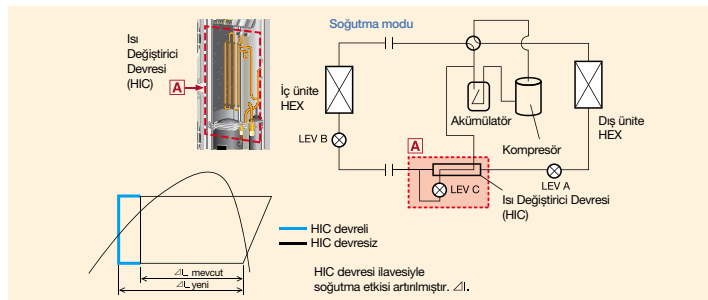 Isı
Değiştirici
Devresi
(HIC)
A
Soğutma modu
İç ünite
HEX
LEV B
Akümülatör
Kompresör
Dış ünite
HEX
A
LEV C
LEV A
Isı Değiştirici Devresi
(HIC)
HIC devreli
HIC devresiz
⊿I. mevcut
⊿I. yeni
HIC devresi ilavesiyle
soğutma etkisi artırılmıştır. ⊿I.